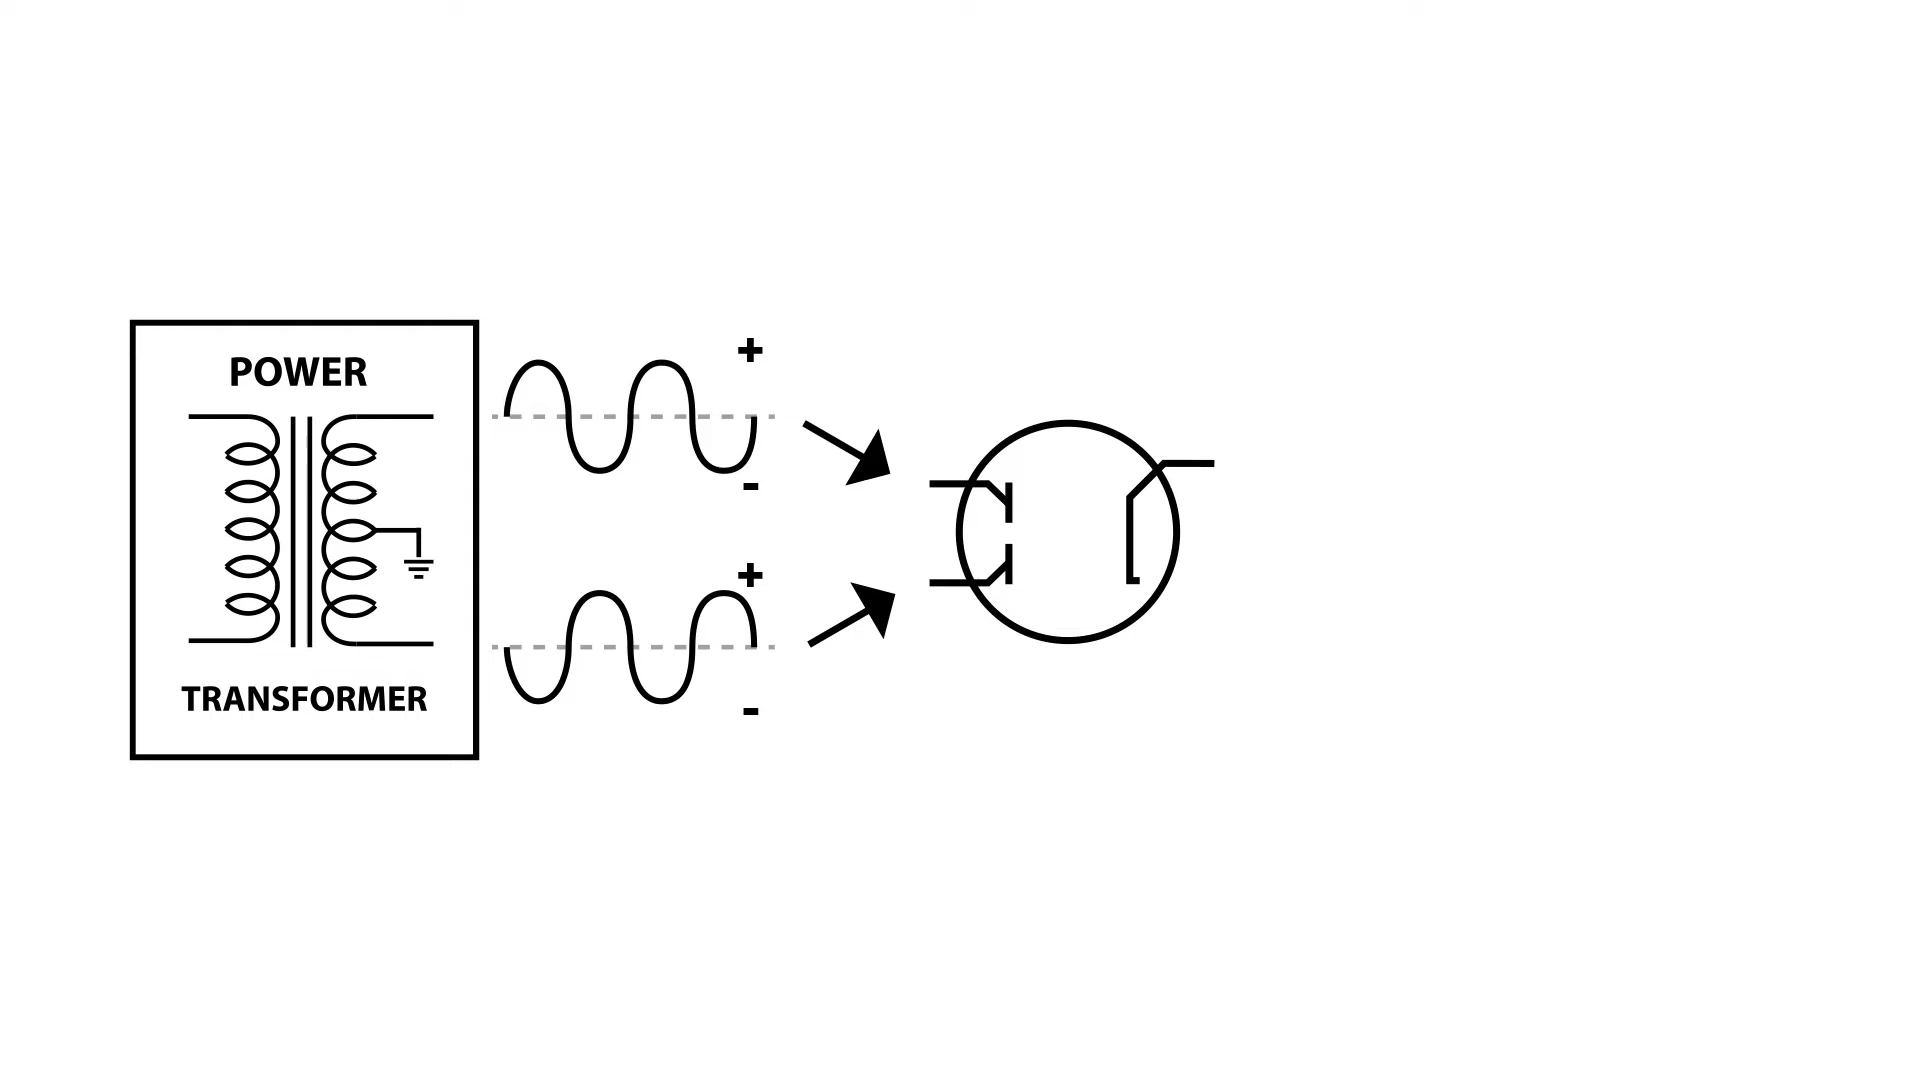 POWER
+
-
+
-
TRANSFORMER